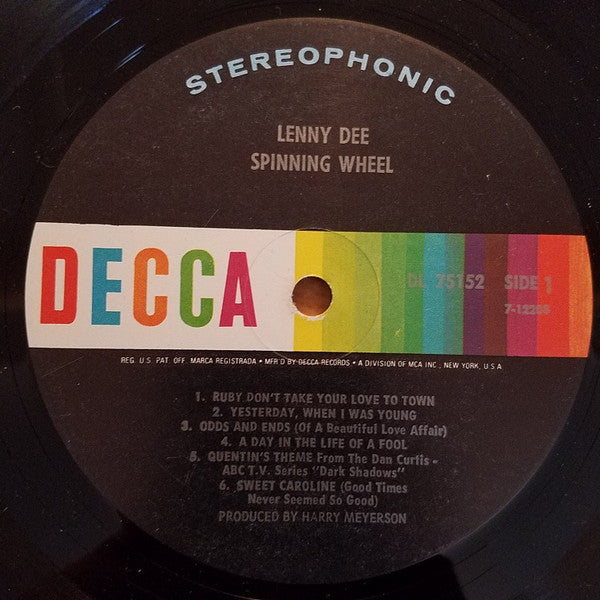 STEREOPHONIC
LENNY DEE
SPINNING WHEEL
DECCA
DL 75152 SIDE 1
REG. U.S. PAT. OFF. MARCA REGISTRADA • MFR'D BY DECCA RECORDS • A DIVISION OF MCA INC., NEW YORK, U.S.A
1. RUBY DON'T TAKE YOUR LOVE TO TOWN
2. YESTERDAY, WHEN I WAS YOUNG
3. ODDS AND ENDS (Of A Beautiful Love Affair)
4. A DAY IN THE LIFE OF A FOOL
5. QUENTIN'S THEME From The Dan Curtis -
ABC T.V. Series "Dark Shadows"
6. SWEET CAROLINE (Good Times
Never Seemed So Good)
PRODUCED BY HARRY MEYERSON